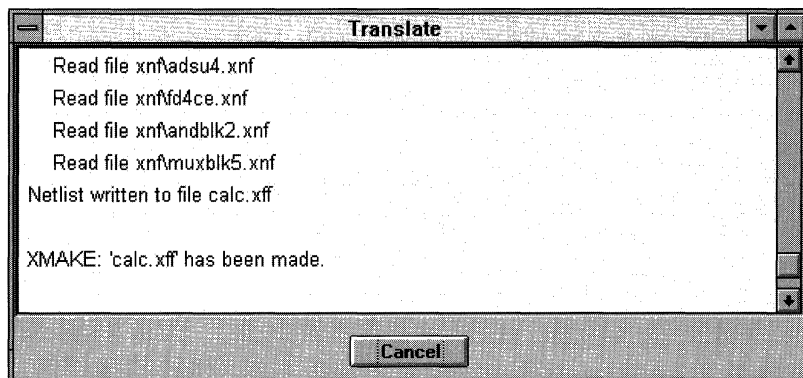 Translate
Read file xnf\adsu4.xnf
Read file xnf\fd4ce.xnf
Read file xnf\andblk2.xnf
Read file xnf\muxblk5.xnf
Netlist written to file calc.xff
XMAKE: 'calc.xff' has been made.
Cancel